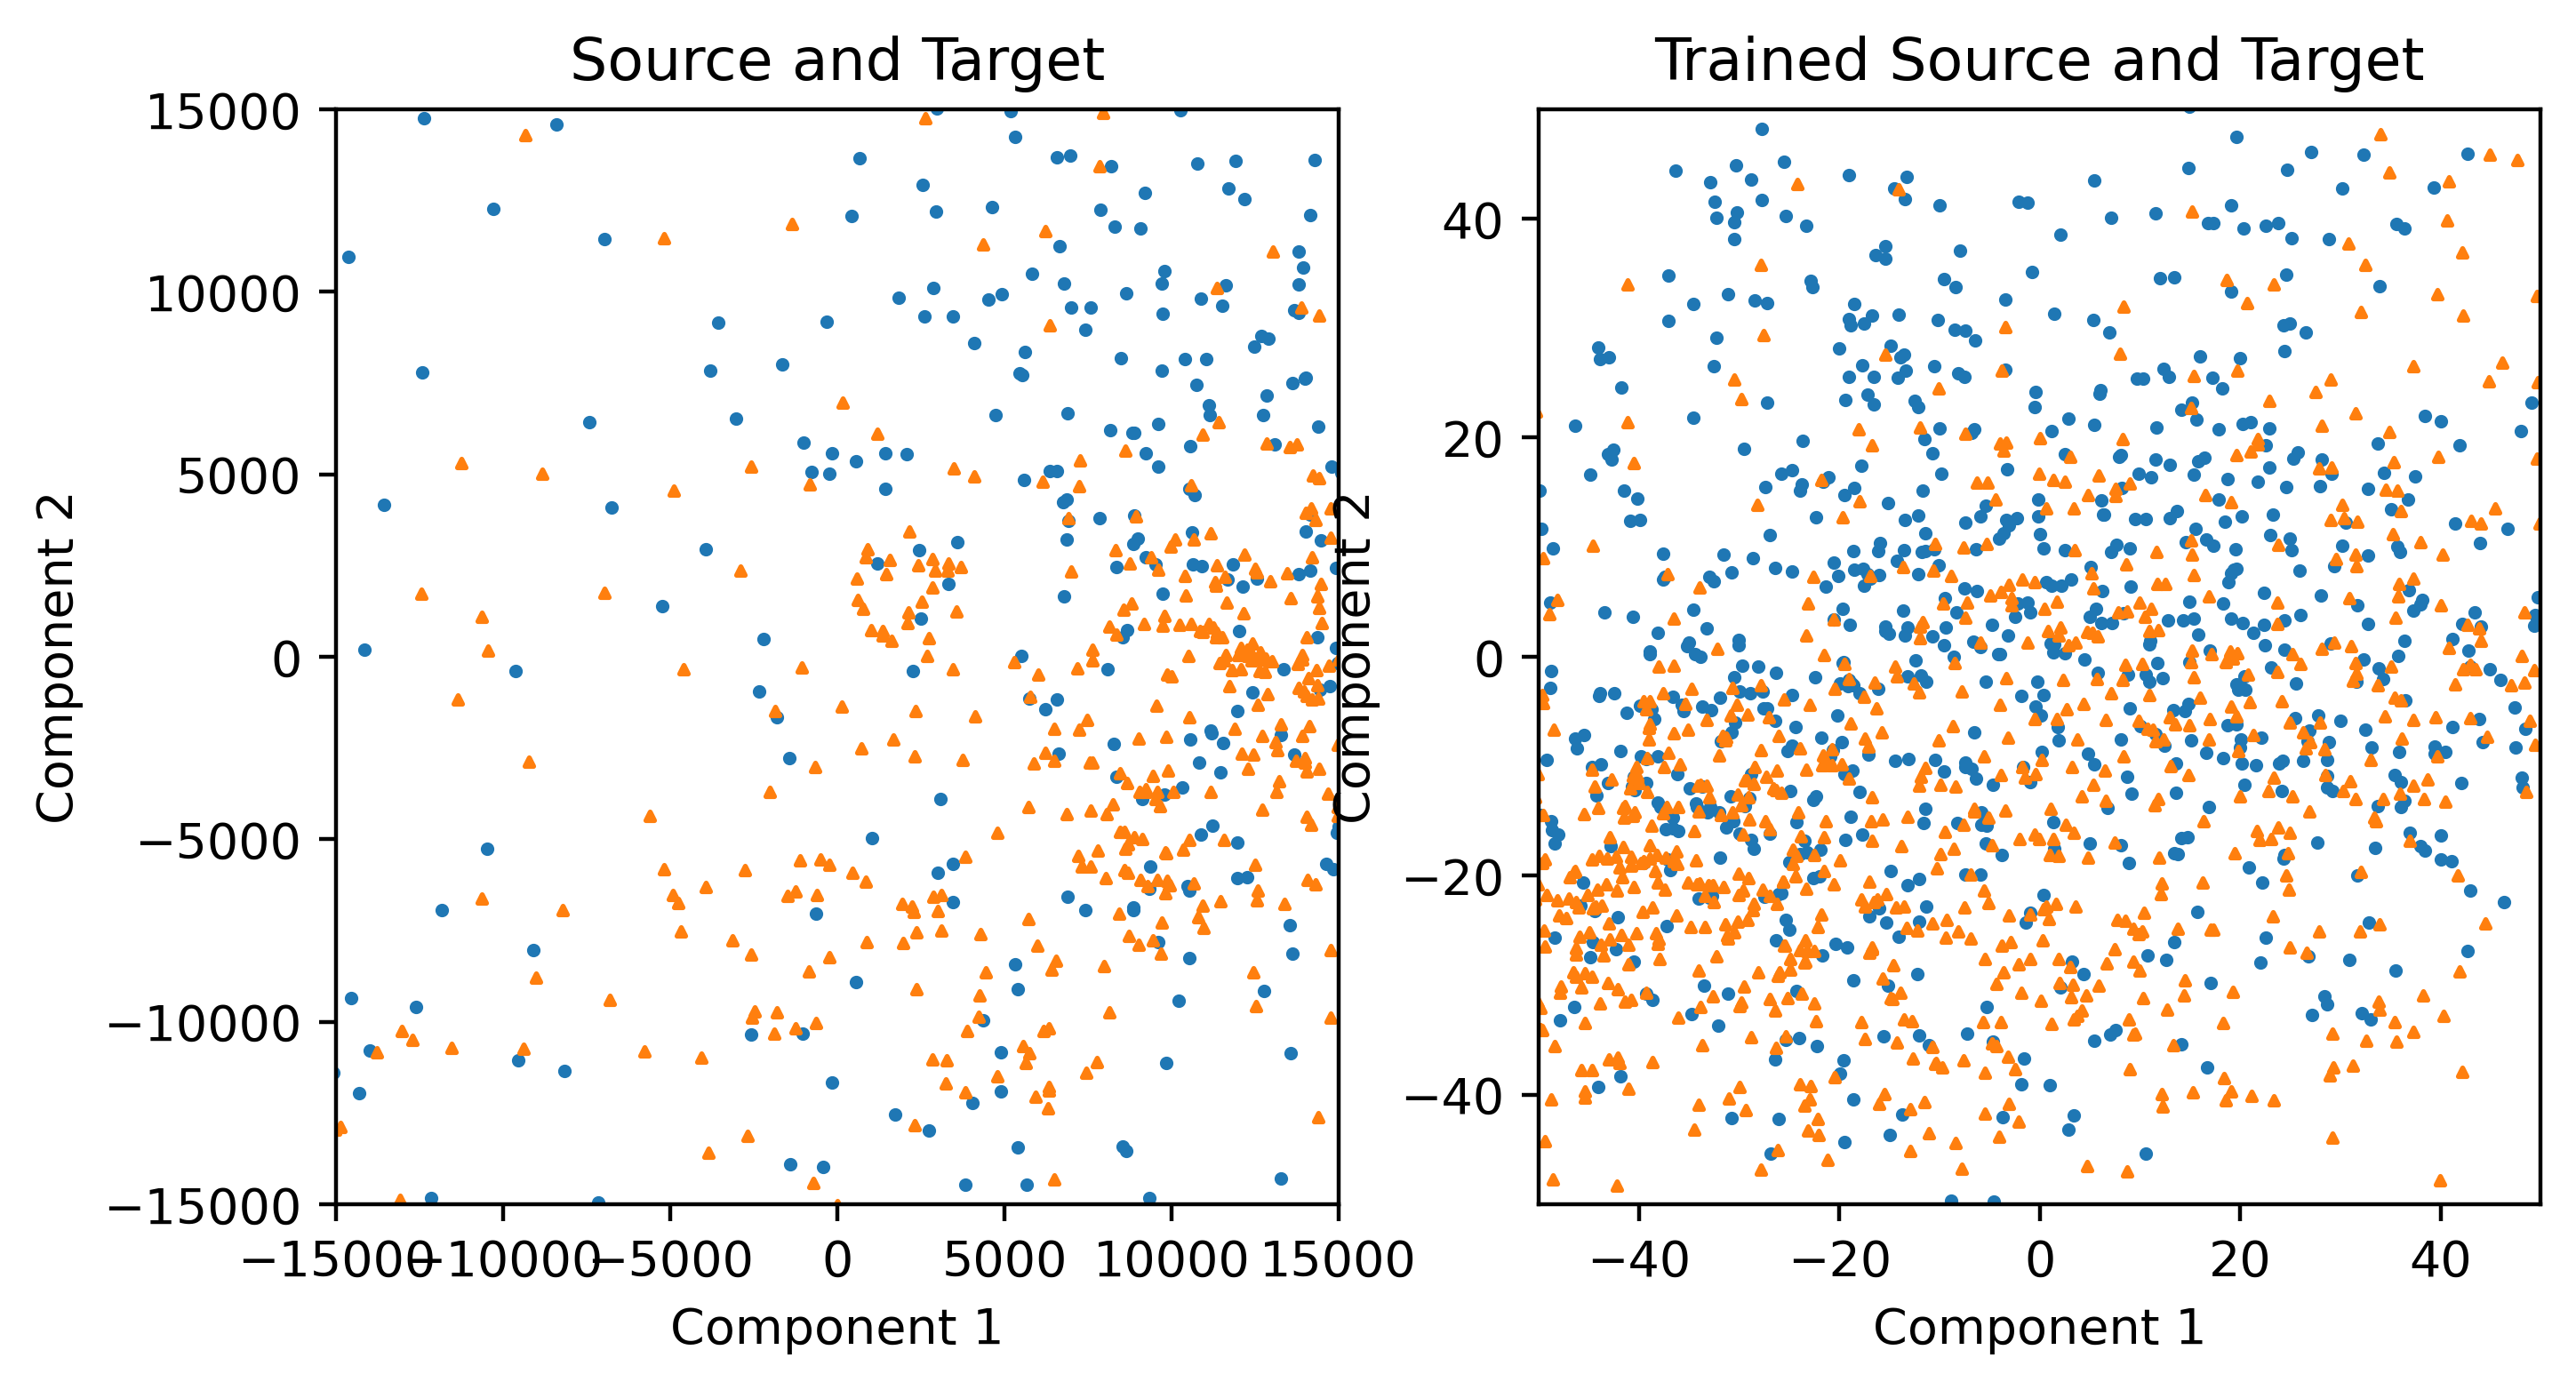 Source and Target
15000
10000
5000
0
−5000
−10000
−15000
Component 2
−15000 −10000 −5000 0 5000 10000 15000
Component 1
Trained Source and Target
40
20
0
−20
−40
Component 2
−40 −20 0 20 40
Component 1